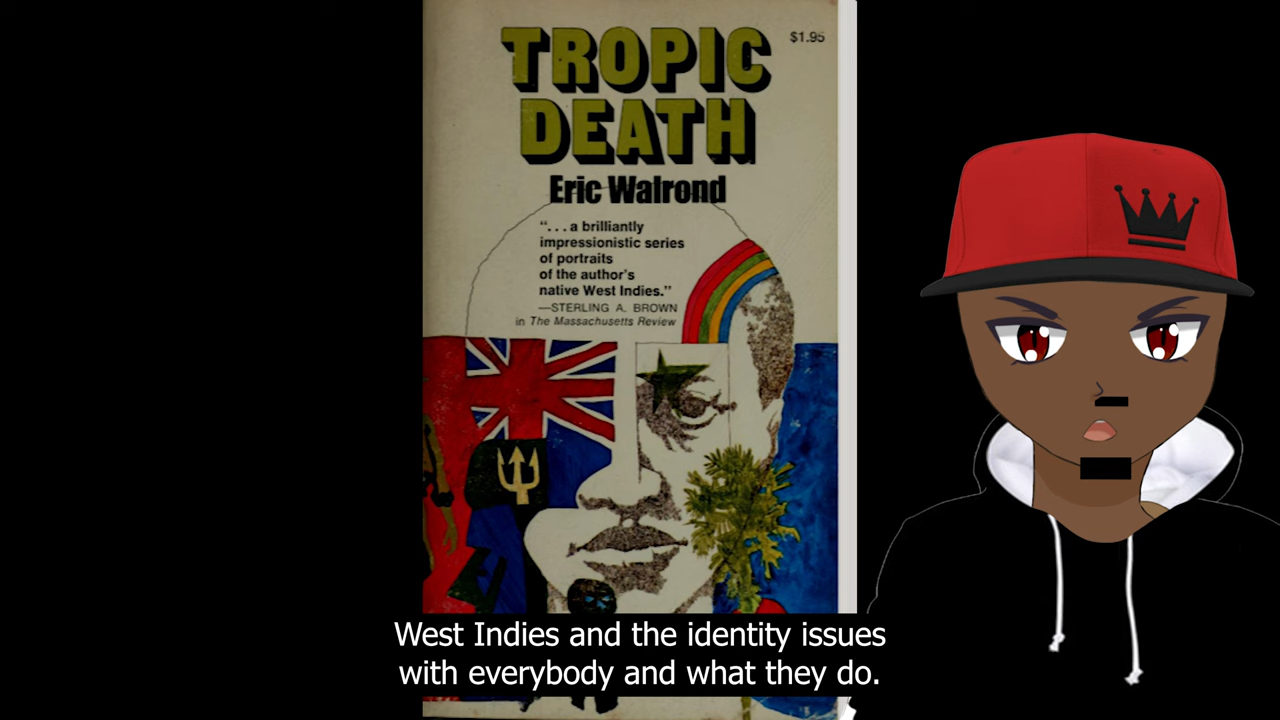 TROPIC
$1.95
DEATH
Eric Walrond
“. . . a brilliantly
impressionistic series
of portraits
of the author’s
native West Indies.”
—STERLING A. BROWN
in The Massachusetts Review
West Indies and the identity issues
with everybody and what they do.